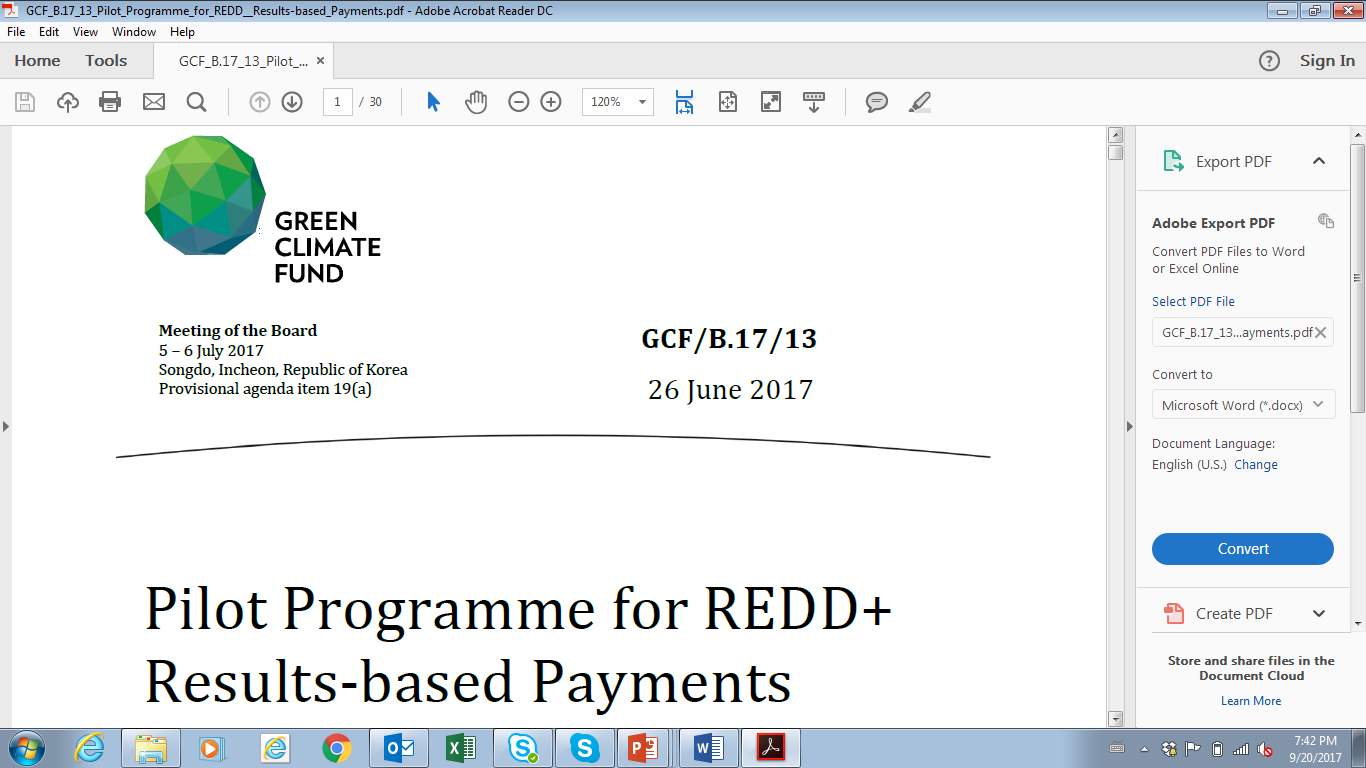 GCF_B.17_13_Pilot_Programme_for_REDD__Results-based_Payments.pdf - Adobe Acrobat Reader DC
File Edit View Window Help
Home Tools GCF_B.17_13_Pilot_... × Sign In
1 / 30 120%
GREEN
CLIMATE
FUND
Meeting of the Board
5 – 6 July 2017
Songdo, Incheon, Republic of Korea
Provisional agenda item 19(a)
GCF/B.17/13
26 June 2017
Pilot Programme for REDD+
Results-based Payments
Export PDF
Adobe Export PDF
Convert PDF Files to Word
or Excel Online
Select PDF File
GCF_B.17_13...ayments.pdf
Convert to
Microsoft Word (*.docx)
Document Language:
English (U.S.) Change
Convert
Create PDF
Store and share files in the
Document Cloud
Learn More
7:42 PM
9/20/2017